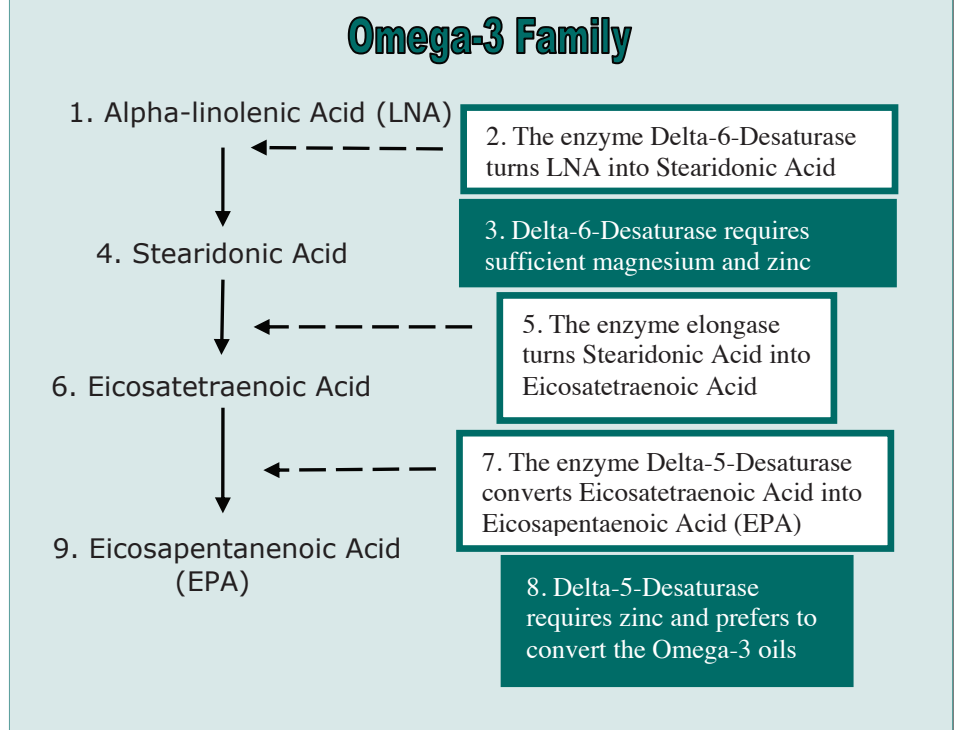 Omega-3 Family
1. Alpha-linolenic Acid (LNA)
2. The enzyme Delta-6-Desaturase
turns LNA into Stearidonic Acid
3. Delta-6-Desaturase requires
sufficient magnesium and zinc
4. Stearidonic Acid
5. The enzyme elongase
turns Stearidonic Acid into
Eicosatetraenoic Acid
6. Eicosatetraenoic Acid
7. The enzyme Delta-5-Desaturase
converts Eicosatetraenoic Acid into
Eicosapentaenoic Acid (EPA)
8. Delta-5-Desaturase
requires zinc and prefers to
convert the Omega-3 oils
9. Eicosapentanenoic Acid
(EPA)